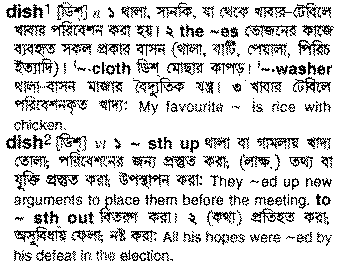 dish¹ [ডিশ] n ১ থালা, সানকি, যা থেকে খাবার-টেবিলে
খাবার পরিবেশন করা হয়। ২ the ~es ভোজনের কাজে
ব্যবহৃত সকল প্রকার বাসন (থালা, বাটি, পেয়ালা, পিরিচ
ইত্যাদি)। '~-cloth ডিশ মোছার কাপড়। '~-washer
থালা-বাসন মাজার বৈদ্যুতিক যন্ত্র। ৩ খাবার টেবিলে
পরিবেশনকৃত খাদ্য: My favourite ~ is rice with
chicken.
dish² [ডিশ] vt ১ ~ sth up থালা বা গামলায় খাদ্য
তোলা; পরিবেশনের জন্য প্রস্তুত করা; (লাক্ষ.) তথ্য বা
যুক্তি প্রস্তুত করা; উপস্থাপন করা: They ~ed up new
arguments to place them before the meeting. to
~ sth out বিতরণ করা। ২ (কথ্য) প্রতিহত করা;
অসুবিধায় ফেলা; নষ্ট করা: All his hopes were ~ed by
his defeat in the election.